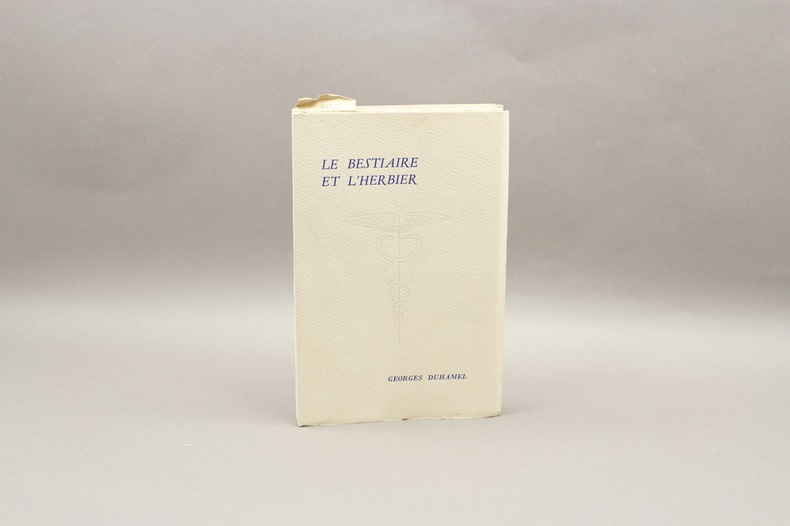 LE BESTIAIRE
ET L'HERBIER
GEORGES DUHAMEL